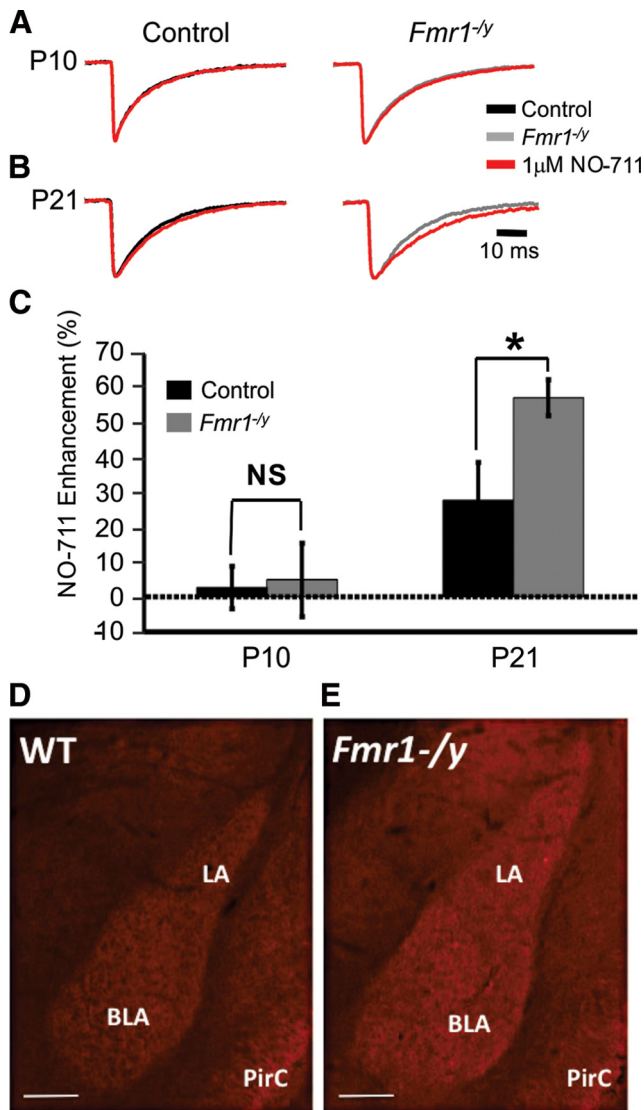 A
Control
Fmr1-/y
P10
Control
Fmr1-/y
1µM NO-711
B
P21
10 ms
C
NO-711 Enhancement (%)
70
60
50
40
30
20
10
0
-10
Control
Fmr1-/y
NS
*
P10
P21
D
E
WT
Fmr1-/y
LA
LA
BLA
BLA
PirC
PirC